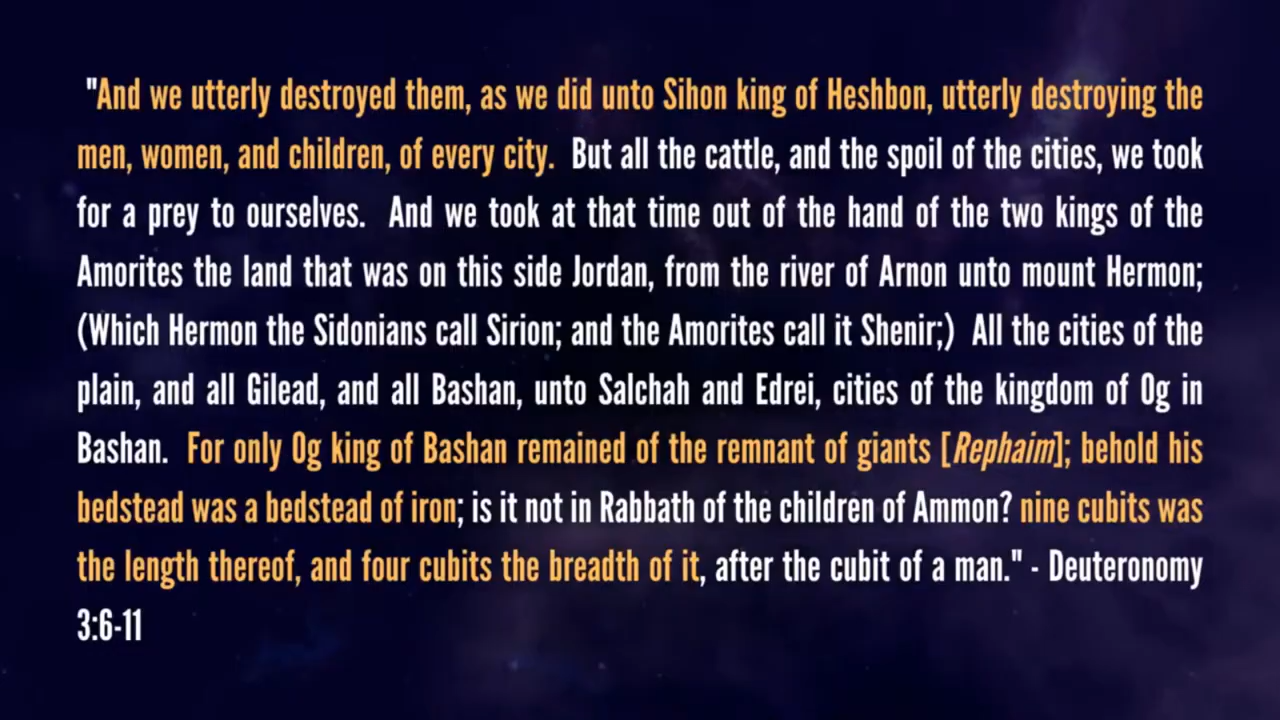 "And we utterly destroyed them, as we did unto Sihon king of Heshbon, utterly destroying the
men, women, and children, of every city. But all the cattle, and the spoil of the cities, we took
for a prey to ourselves. And we took at that time out of the hand of the two kings of the
Amorites the land that was on this side Jordan, from the river of Arnon unto mount Hermon;
(Which Hermon the Sidonians call Sirion; and the Amorites call it Shenir;) All the cities of the
plain, and all Gilead, and all Bashan, unto Salchah and Edrei, cities of the kingdom of Og in
Bashan. For only Og king of Bashan remained of the remnant of giants [Rephaim]; behold his
bedstead was a bedstead of iron; is it not in Rabbath of the children of Ammon? nine cubits was
the length thereof, and four cubits the breadth of it, after the cubit of a man." - Deuteronomy
3:6-11